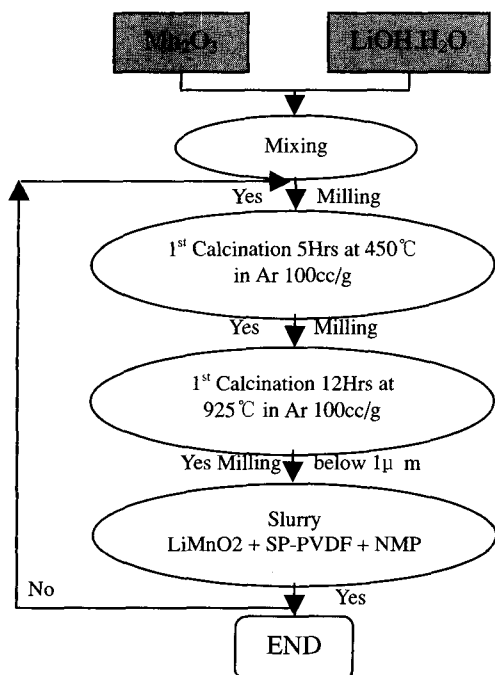 Mn₂O₃
LiOH.H₂O
Mixing
Yes Milling
1st Calcination 5Hrs at 450℃
in Ar 100cc/g
Yes Milling
1st Calcination 12Hrs at
925℃ in Ar 100cc/g
Yes Milling below 1μ m
Slurry
LiMnO2 + SP-PVDF + NMP
No
Yes
END